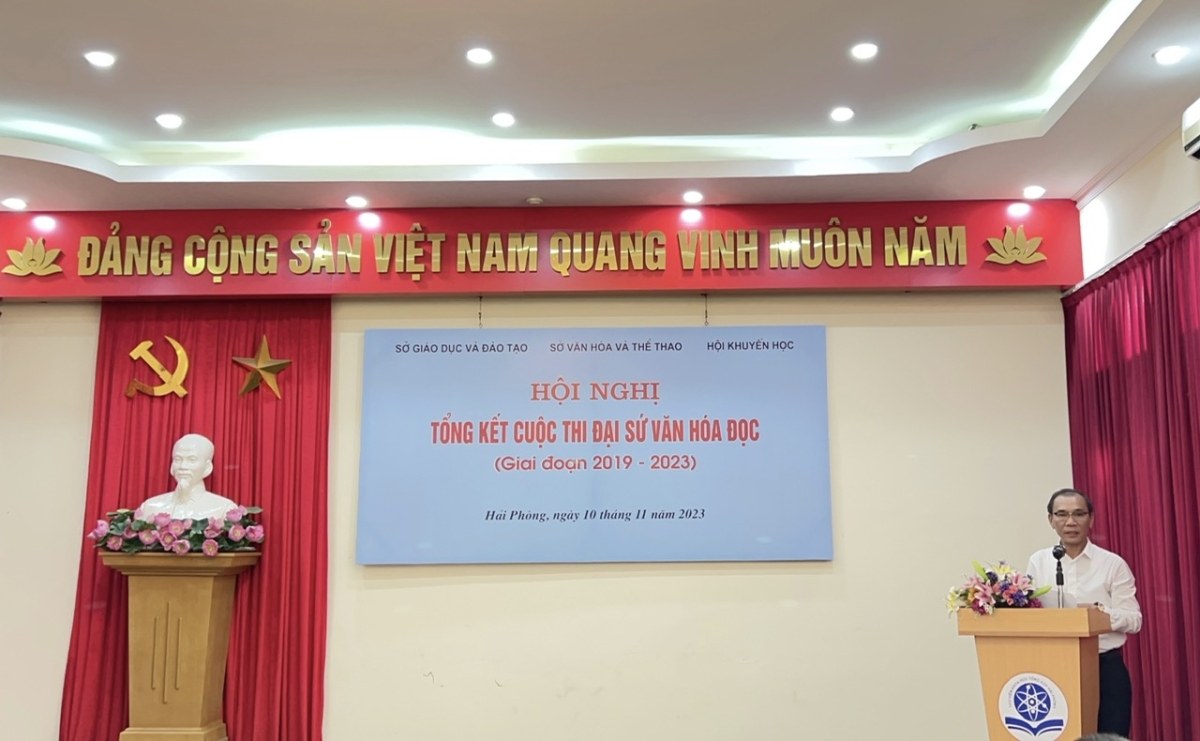 ĐẢNG CỘNG SẢN VIỆT NAM QUANG VINH MUÔN NĂM
SỞ GIÁO DỤC VÀ ĐÀO TẠO SỞ VĂN HÓA VÀ THỂ THAO HỘI KHUYẾN HỌC
HỘI NGHỊ
TỔNG KẾT CUỘC THI ĐẠI SỨ VĂN HÓA ĐỌC
(Giai đoạn 2019 - 2023)
Hải Phòng, ngày 10 tháng 11 năm 2023